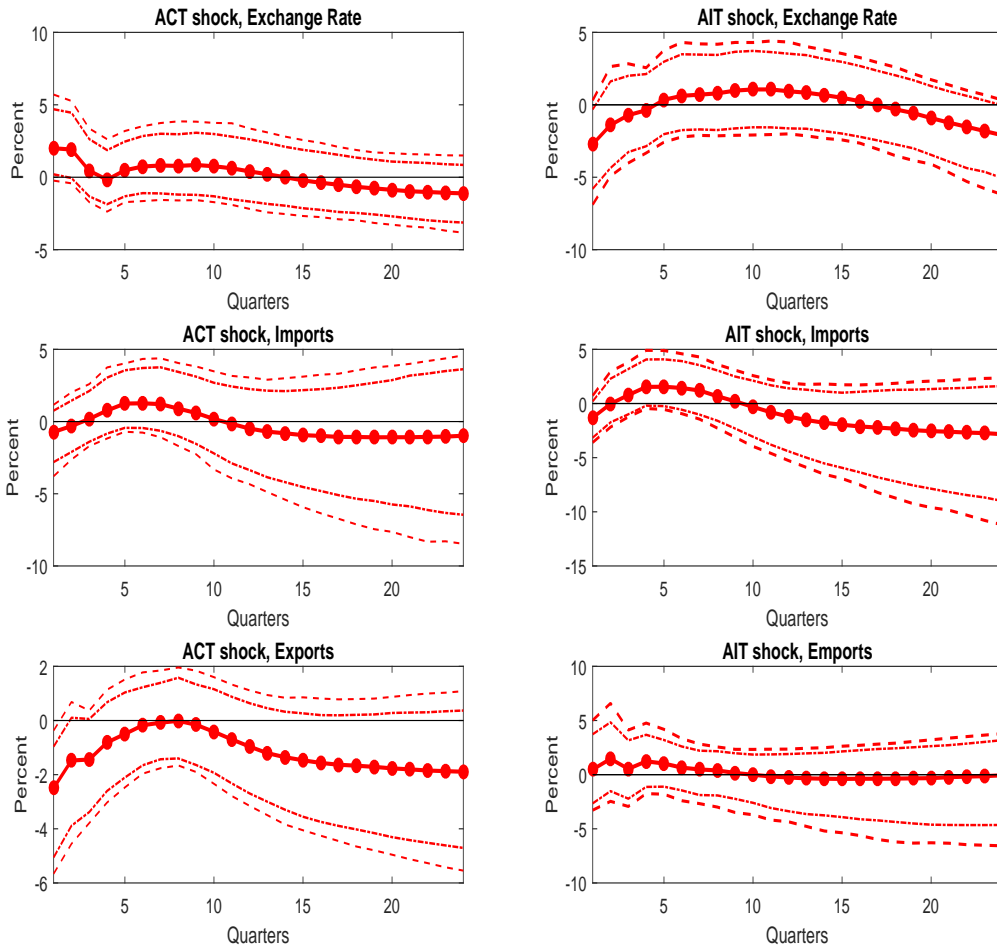 ACT shock, Exchange Rate
10
5
0
-5
Percent
5 10 15 20
Quarters
AIT shock, Exchange Rate
5
0
-5
-10
Percent
5 10 15 20
Quarters
ACT shock, Imports
5
0
-5
-10
Percent
5 10 15 20
Quarters
AIT shock, Imports
5
0
-5
-10
-15
Percent
5 10 15 20
Quarters
ACT shock, Exports
2
0
-2
-4
-6
Percent
5 10 15 20
Quarters
AIT shock, Emports
10
5
0
-5
-10
Percent
5 10 15 20
Quarters